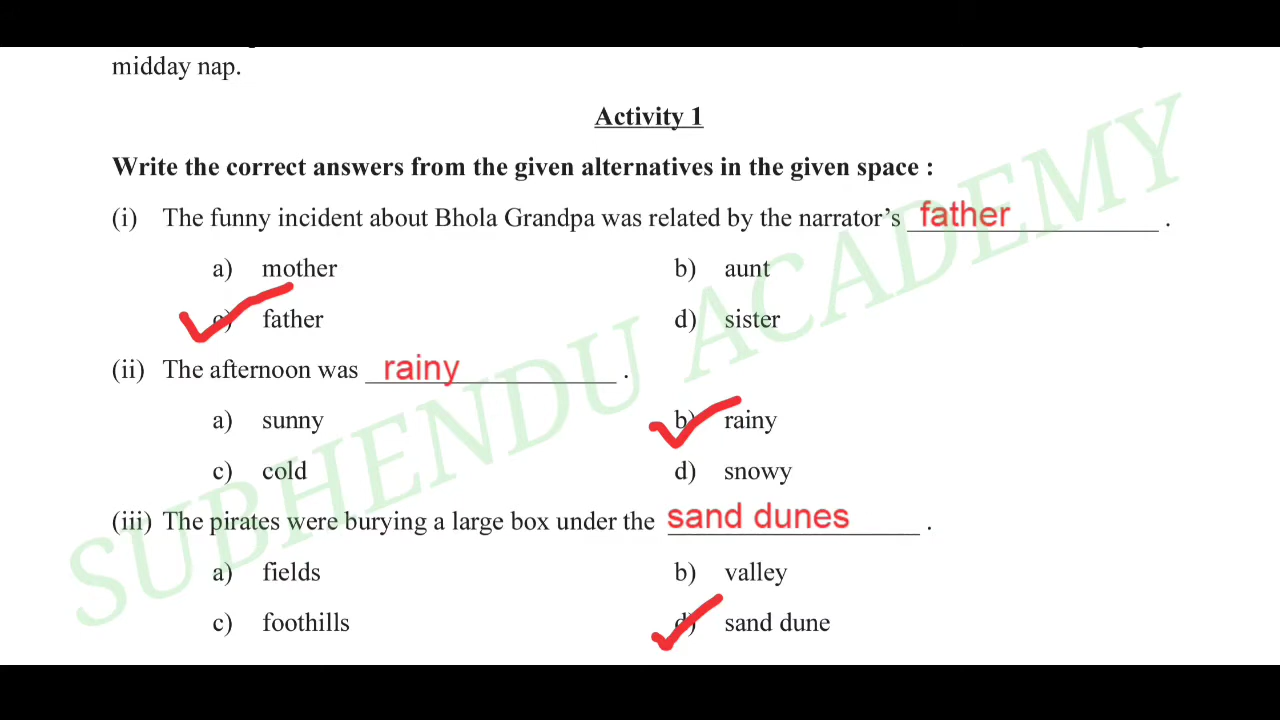 midday nap.
Activity 1
Write the correct answers from the given alternatives in the given space :
(i) The funny incident about Bhola Grandpa was related by the narrator's father .
a) mother b) aunt
c) father d) sister
(ii) The afternoon was rainy .
a) sunny b) rainy
c) cold d) snowy
(iii) The pirates were burying a large box under the sand dunes .
a) fields b) valley
c) foothills d) sand dune
SUBHENDU ACADEMY